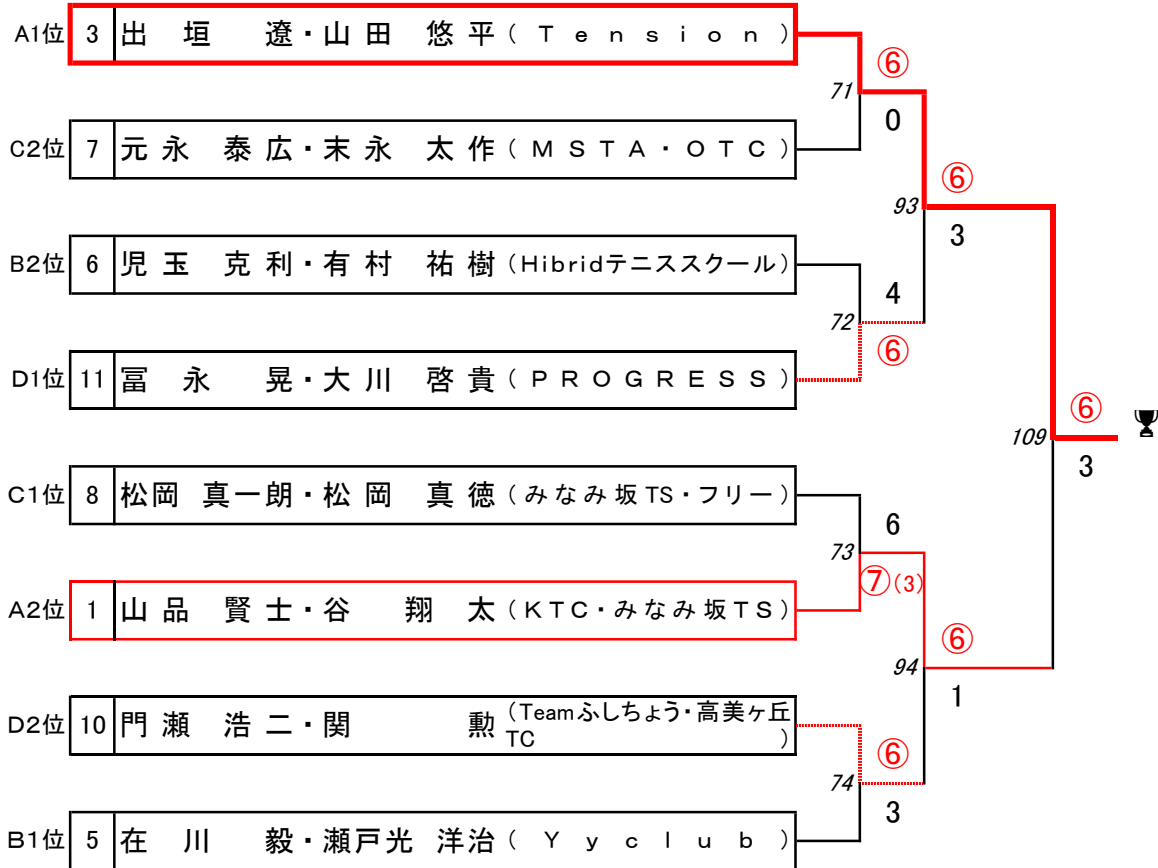 A1位 3 出垣 遼・山田 悠平 (Tension)
⑥
71
0
C2位 7 元永 泰広・末永 太作 (MSTA・OTC)
⑥
93
3
B2位 6 児玉 克利・有村 祐樹 (Hibridテニススクール)
4
72
⑥
D1位 11 冨永 晃・大川 啓貴 (PROGRESS)
⑥
109
3
C1位 8 松岡 真一朗・松岡 真徳 (みなみ坂TS・フリー)
6
73
⑦(3)
A2位 1 山品 賢士・谷 翔太 (KTC・みなみ坂TS)
⑥
94
1
D2位 10 門瀬 浩二・関 勲 (Teamふしちょう・高美ヶ丘
TC)
⑥
74
3
B1位 5 在川 毅・瀬戸光 洋治 (Yyclub)